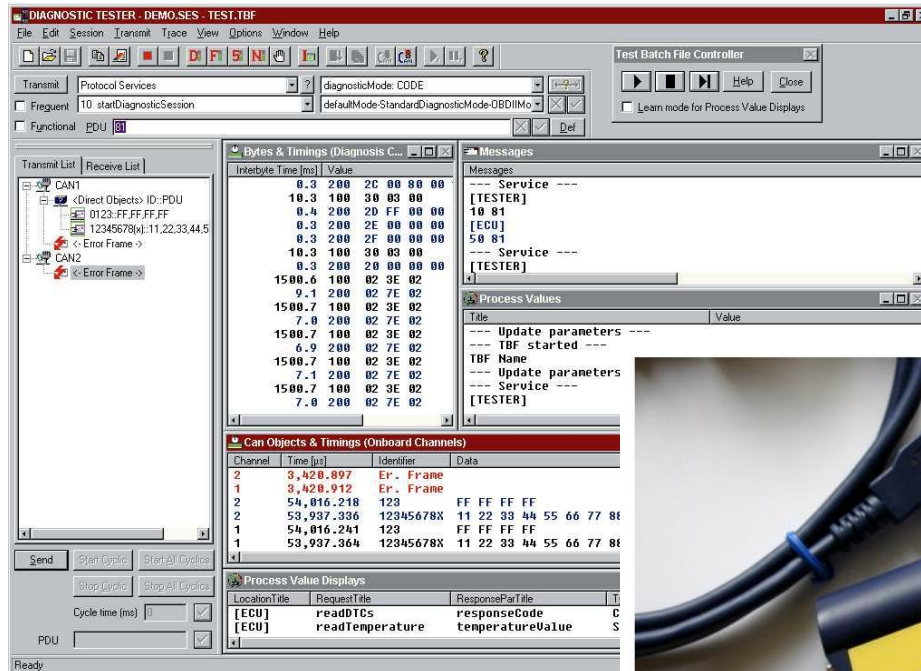 DIAGNOSTIC TESTER - DEMO.SES - TEST.TBF
File Edit Session Transmit Trace View Options Window Help
Test Batch File Controller
Help Close
Learn mode for Process Value Displays
Transmit Protocol Services ? diagnosticMode: CODE
Frequent 10 startDiagnosticSession defaultMode-StandardDiagnosticMode-OBDIIMo
Functional PDU 81 Def
Transmit List Receive List
CAN1
<Direct Objects> ID::PDU
0123::FF,FF,FF,FF
12345678(x)::11,22,33,44,5
<- Error Frame ->
CAN2
<- Error Frame ->
Send Start Cyclic Start All Cyclics
Stop Cyclic Stop All Cyclics
Cycle time (ms) 0
PDU
Bytes & Timings (Diagnosis C...
Interbyte Time [ms] Value
0.3 200 2C 00 80 00
10.3 100 30 03 00
0.4 200 2D FF 00 00
0.3 200 2E 00 00 00
0.3 200 2F 00 00 00
10.3 100 30 03 00
0.3 200 20 00 00 00
1500.6 100 02 3E 02
9.1 200 02 7E 02
1500.7 100 02 3E 02
7.0 200 02 7E 02
1500.7 100 02 3E 02
6.9 200 02 7E 02
1500.7 100 02 3E 02
7.1 200 02 7E 02
1500.7 100 02 3E 02
7.0 200 02 7E 02
Messages
Messages
--- Service ---
[TESTER]
10 81
[ECU]
50 81
--- Service ---
[TESTER]
Process Values
Title Value
--- Update parameters ---
--- TBF started ---
TBF Name
--- Update parameters
--- Service ---
[TESTER]
Can Objects & Timings (Onboard Channels)
Channel Time [µs] Identifier Data
2 3,420.897 Er. Frame
1 3,420.912 Er. Frame
2 54,016.218 123 FF FF FF FF
2 53,937.336 12345678X 11 22 33 44 55 66 77 88
1 54,016.241 123 FF FF FF FF
1 53,937.364 12345678X 11 22 33 44 55 66 77 88
Process Value Displays
LocationTitle RequestTitle ResponseParTitle
[ECU] readDTCs responseCode C
[ECU] readTemperature temperatureValue S
Ready